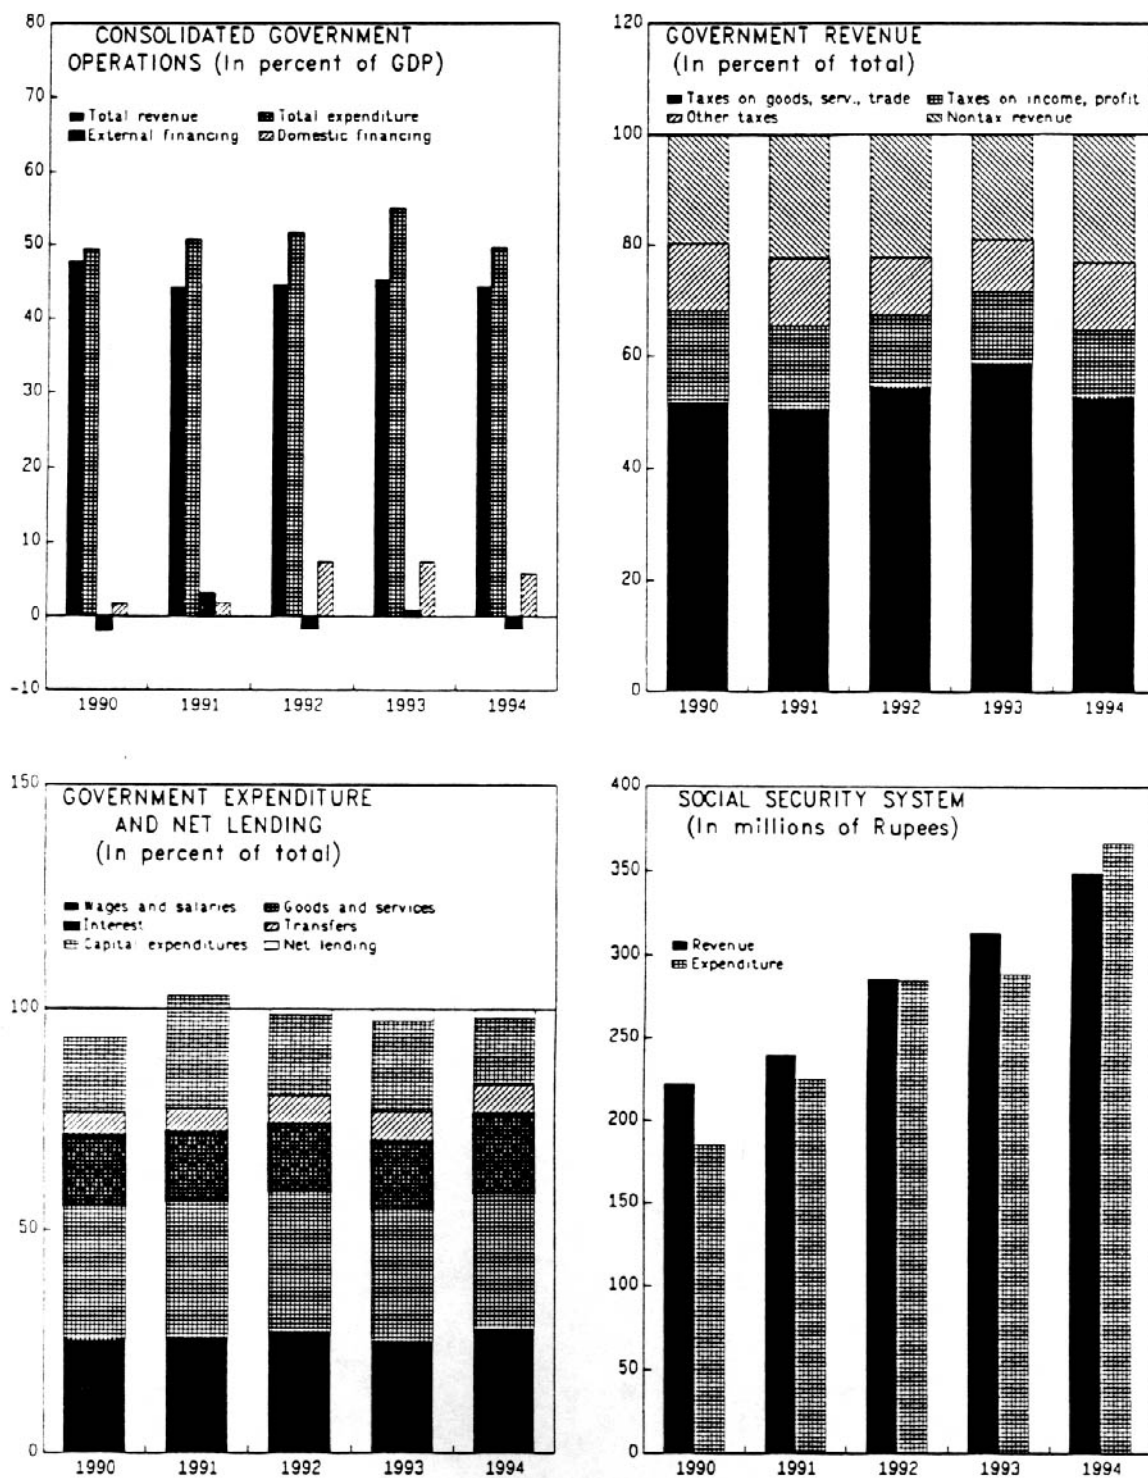 CONSOLIDATED GOVERNMENT
OPERATIONS (In percent of GDP)
Total revenue Total expenditure
External financing Domestic financing
80
70
60
50
40
30
20
10
0
-10
1990 1991 1992 1993 1994
GOVERNMENT REVENUE
(In percent of total)
Taxes on goods, serv., trade Taxes on income, profit
Other taxes Nontax revenue
120
100
80
60
40
20
0
1990 1991 1992 1993 1994
GOVERNMENT EXPENDITURE
AND NET LENDING
(In percent of total)
Wages and salaries Goods and services
Interest Transfers
Capital expenditures Net lending
150
100
50
0
1990 1991 1992 1993 1994
SOCIAL SECURITY SYSTEM
(In millions of Rupees)
Revenue
Expenditure
400
350
300
250
200
150
100
50
0
1990 1991 1992 1993 1994